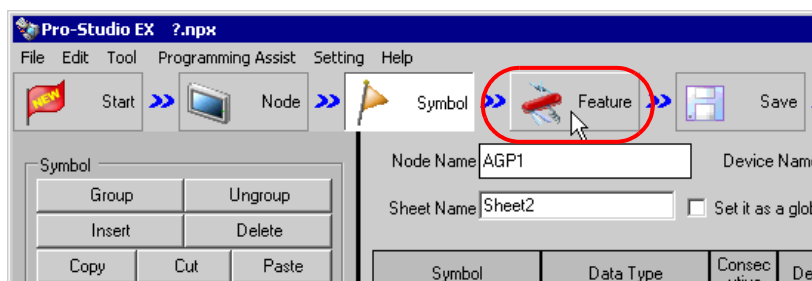 Pro-Studio EX ?.npx
File Edit Tool Programming Assist Setting Help
NEW Start Node Symbol Feature Save
Symbol
Node Name AGP1 Device Name
Group Ungroup
Sheet Name Sheet2 Set it as a glob
Insert Delete
Copy Cut Paste
Symbol Data Type Consec utive De